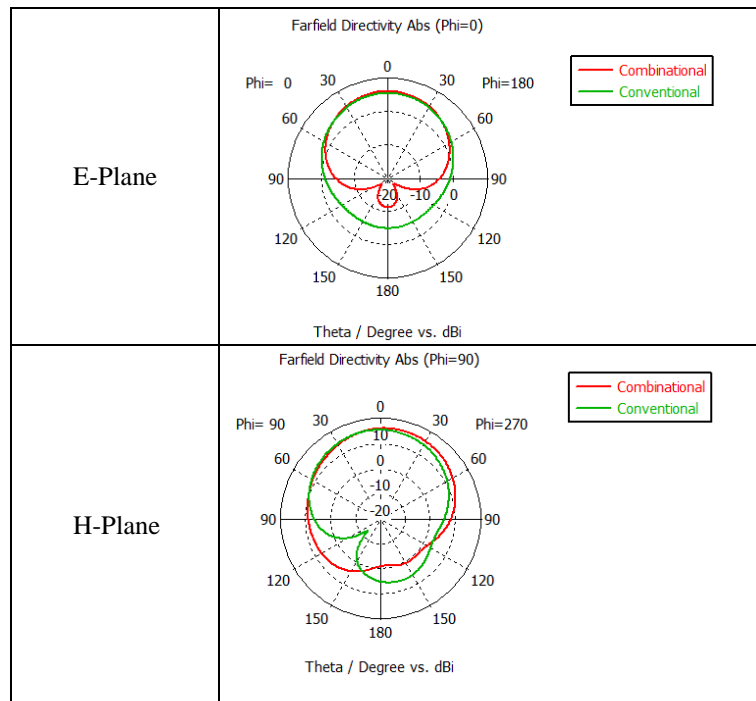 E-Plane
Farfield Directivity Abs (Phi=0)
Combinational
Conventional
0
Phi= 0 30 30 Phi=180
60 60
90 -20 -10 0 90
120 120
150 150
180
Theta / Degree vs. dBi
H-Plane
Farfield Directivity Abs (Phi=90)
Combinational
Conventional
0
Phi= 90 30 30 Phi=270
10
60 60
0
-10
-20
90 90
120 120
150 150
180
Theta / Degree vs. dBi